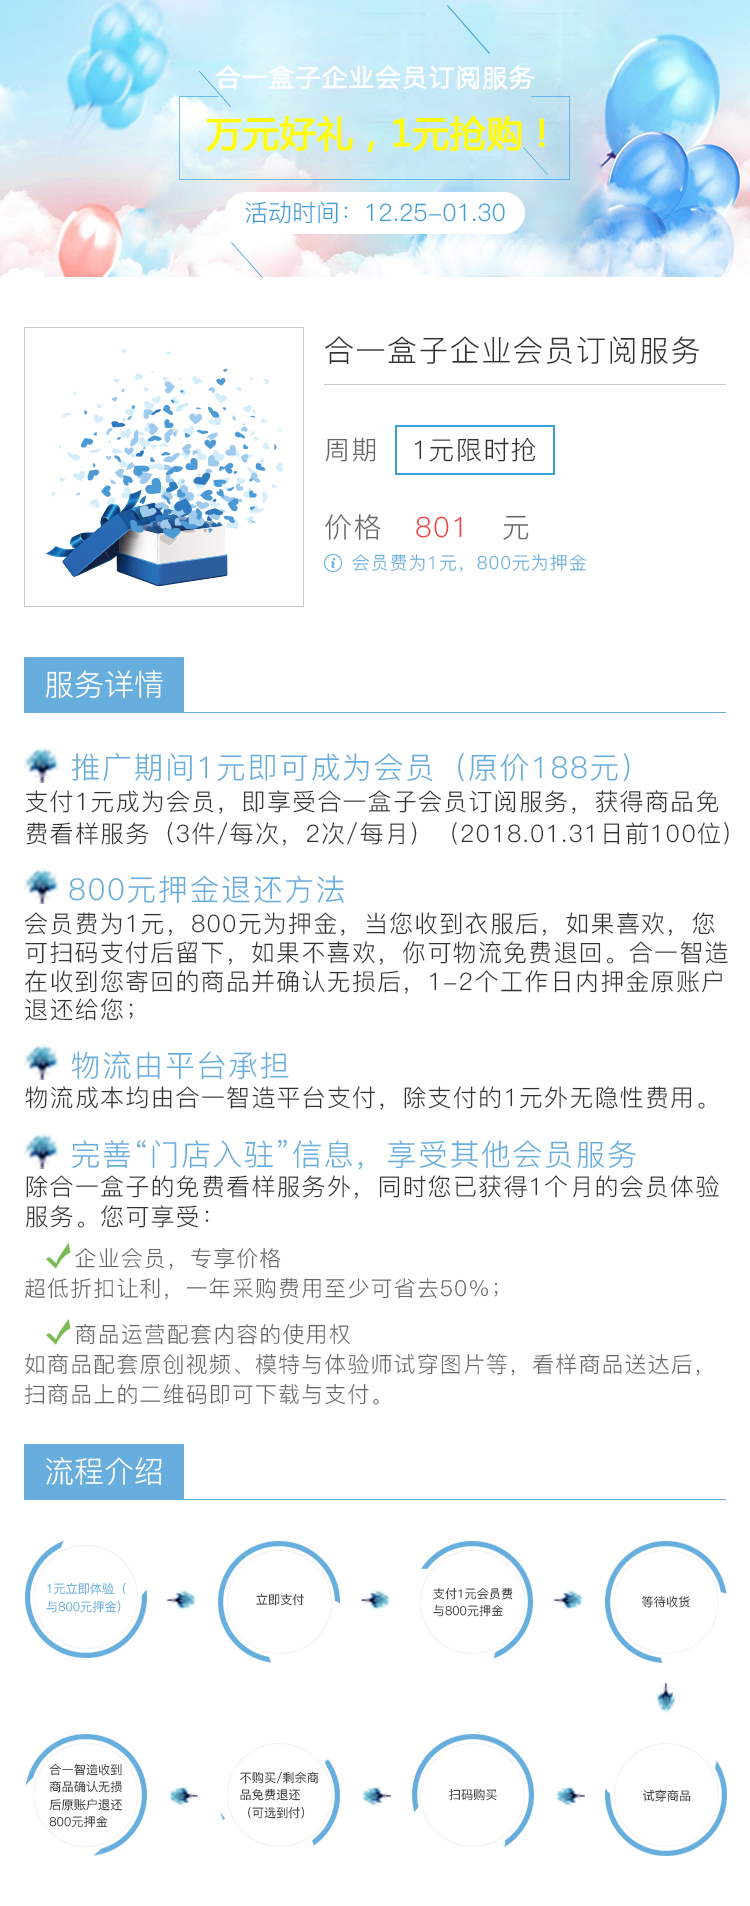 合一盒子企业会员订阅服务
万元好礼，1元抢购！
活动时间：12.25-01.30
合一盒子企业会员订阅服务
周期 1元限时抢
价格 801 元
会员费为1元，800元为押金
服务详情
推广期间1元即可成为会员（原价188元）
支付1元成为会员，即享受合一盒子会员订阅服务，获得商品免
费看样服务（3件/每次，2次/每月）（2018.01.31日前100位）
800元押金退还方法
会员费为1元，800元为押金，当您收到衣服后，如果喜欢，您
可扫码支付后留下，如果不喜欢，你可物流免费退回。合一智造
在收到您寄回的商品并确认无损后，1-2个工作日内押金原账户
退还给您；
物流由平台承担
物流成本均由合一智造平台支付，除支付的1元外无隐性费用。
完善“门店入驻”信息，享受其他会员服务
除合一盒子的免费看样服务外，同时您已获得1个月的会员体验
服务。您可享受：
企业会员，专享价格
超低折扣让利，一年采购费用至少可省去50%；
商品运营配套内容的使用权
如商品配套原创视频、模特与体验师试穿图片等，看样商品送达后，
扫商品上的二维码即可下载与支付。
流程介绍
1元立即体验（
与800元押金）
立即支付
支付1元会员费
与800元押金
等待收货
试穿商品
扫码购买
不购买/剩余商
品免费退还
（可选到付）
合一智造收到
商品确认无损
后原账户退还
800元押金